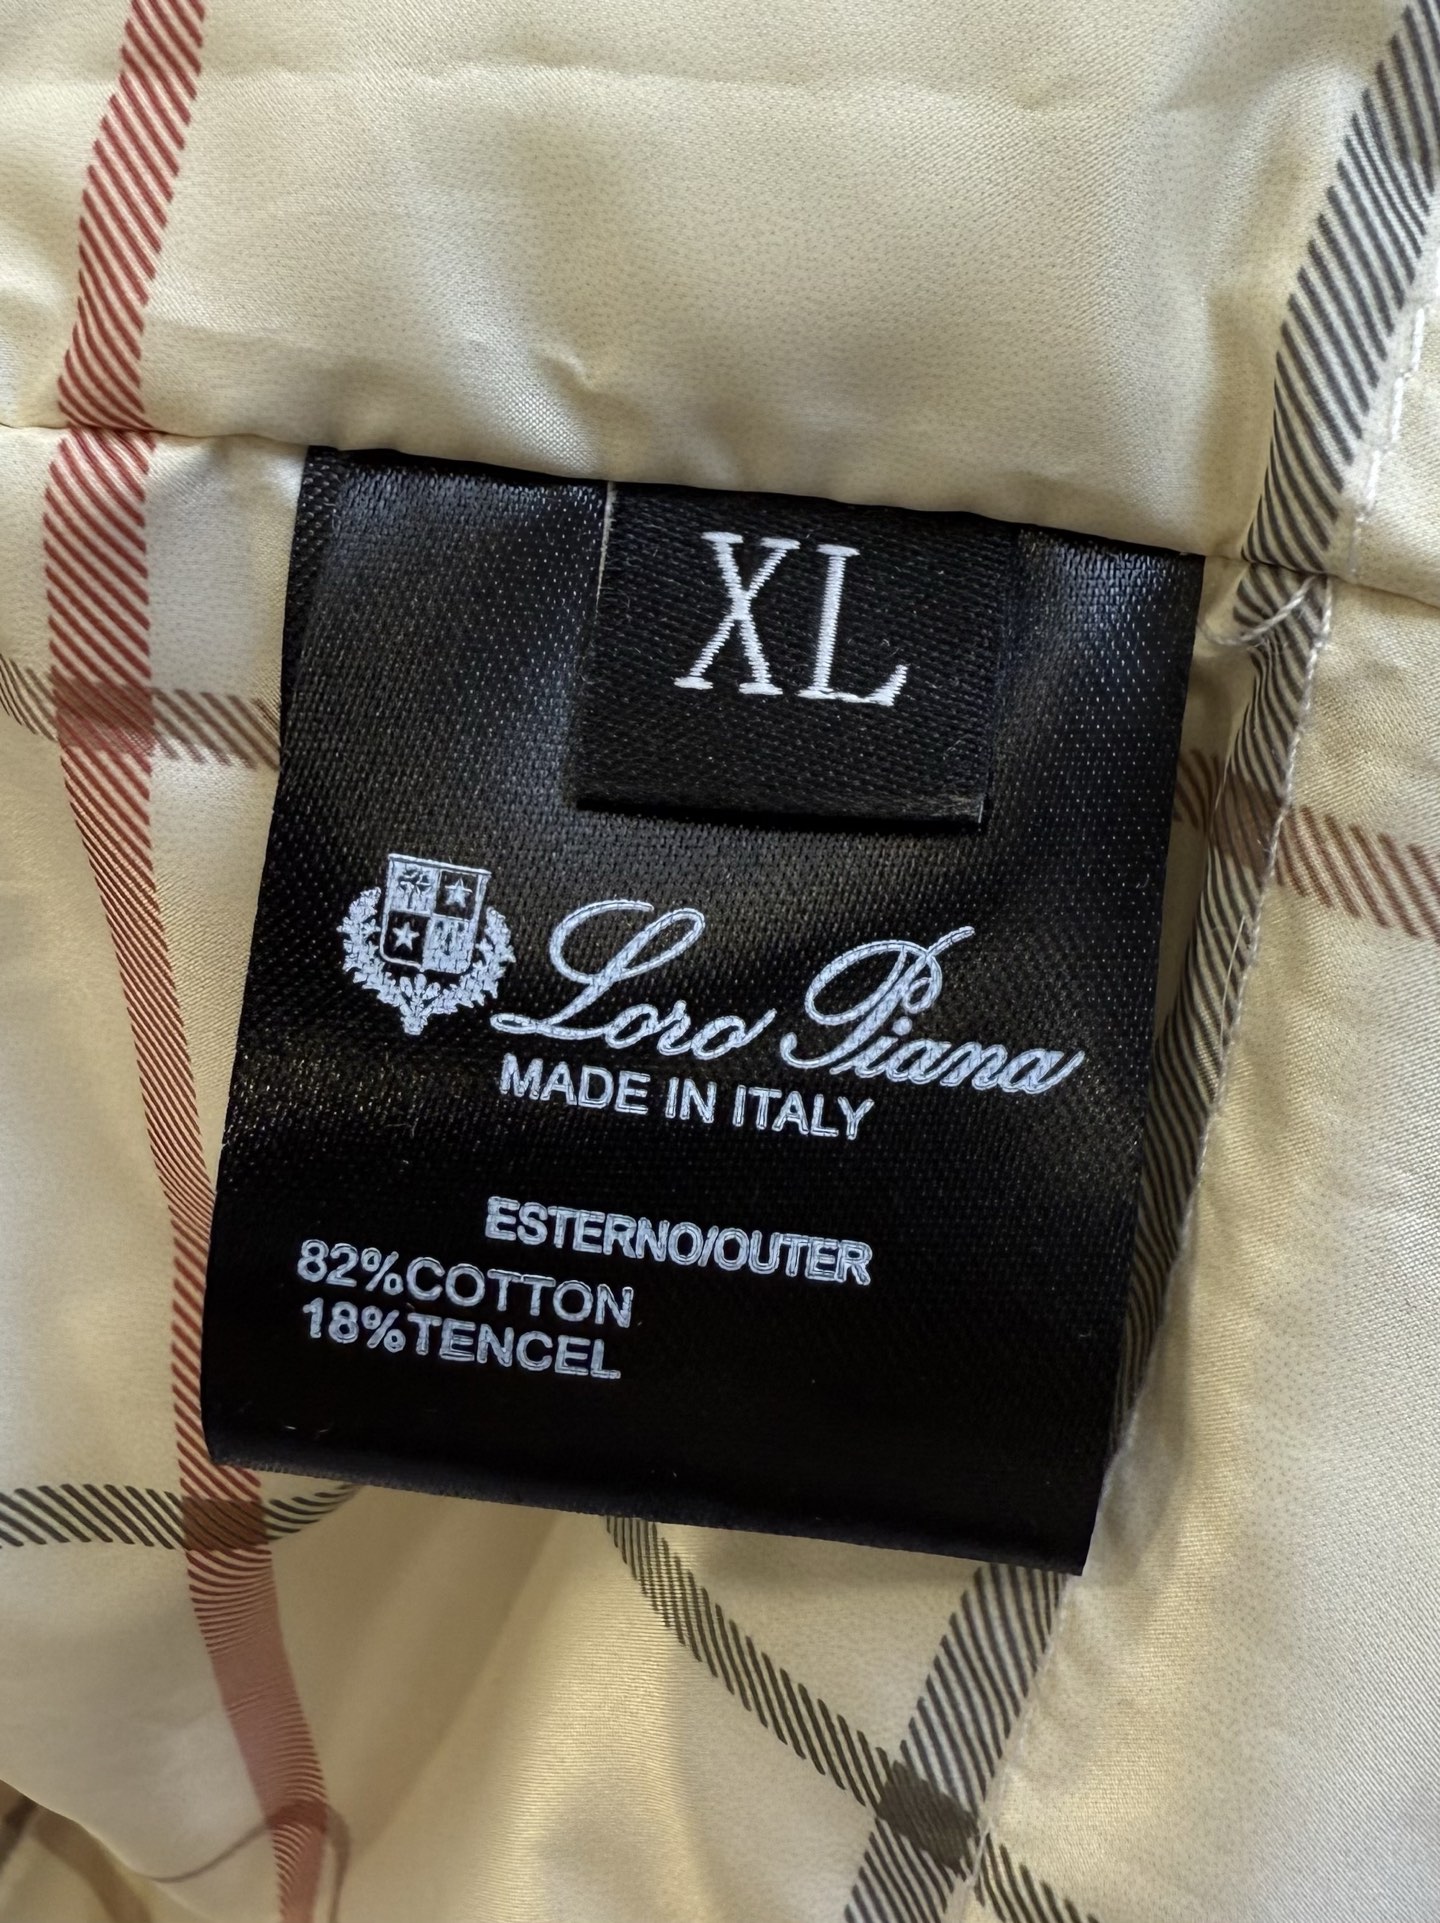 XL
Loro Piana
MADE IN ITALY
ESTERNO/OUTER
82%COTTON
18%TENCEL